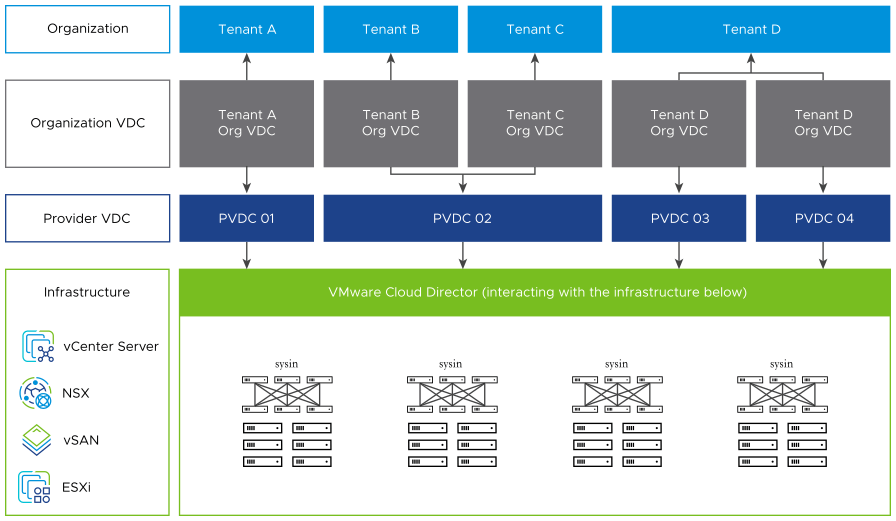 Organization
Tenant A
Tenant B
Tenant C
Tenant D
Organization VDC
Tenant A
Org VDC
Tenant B
Org VDC
Tenant C
Org VDC
Tenant D
Org VDC
Tenant D
Org VDC
Provider VDC
PVDC 01
PVDC 02
PVDC 03
PVDC 04
Infrastructure
VMware Cloud Director (interacting with the infrastructure below)
vCenter Server
NSX
vSAN
ESXi
sysin
sysin
sysin
sysin